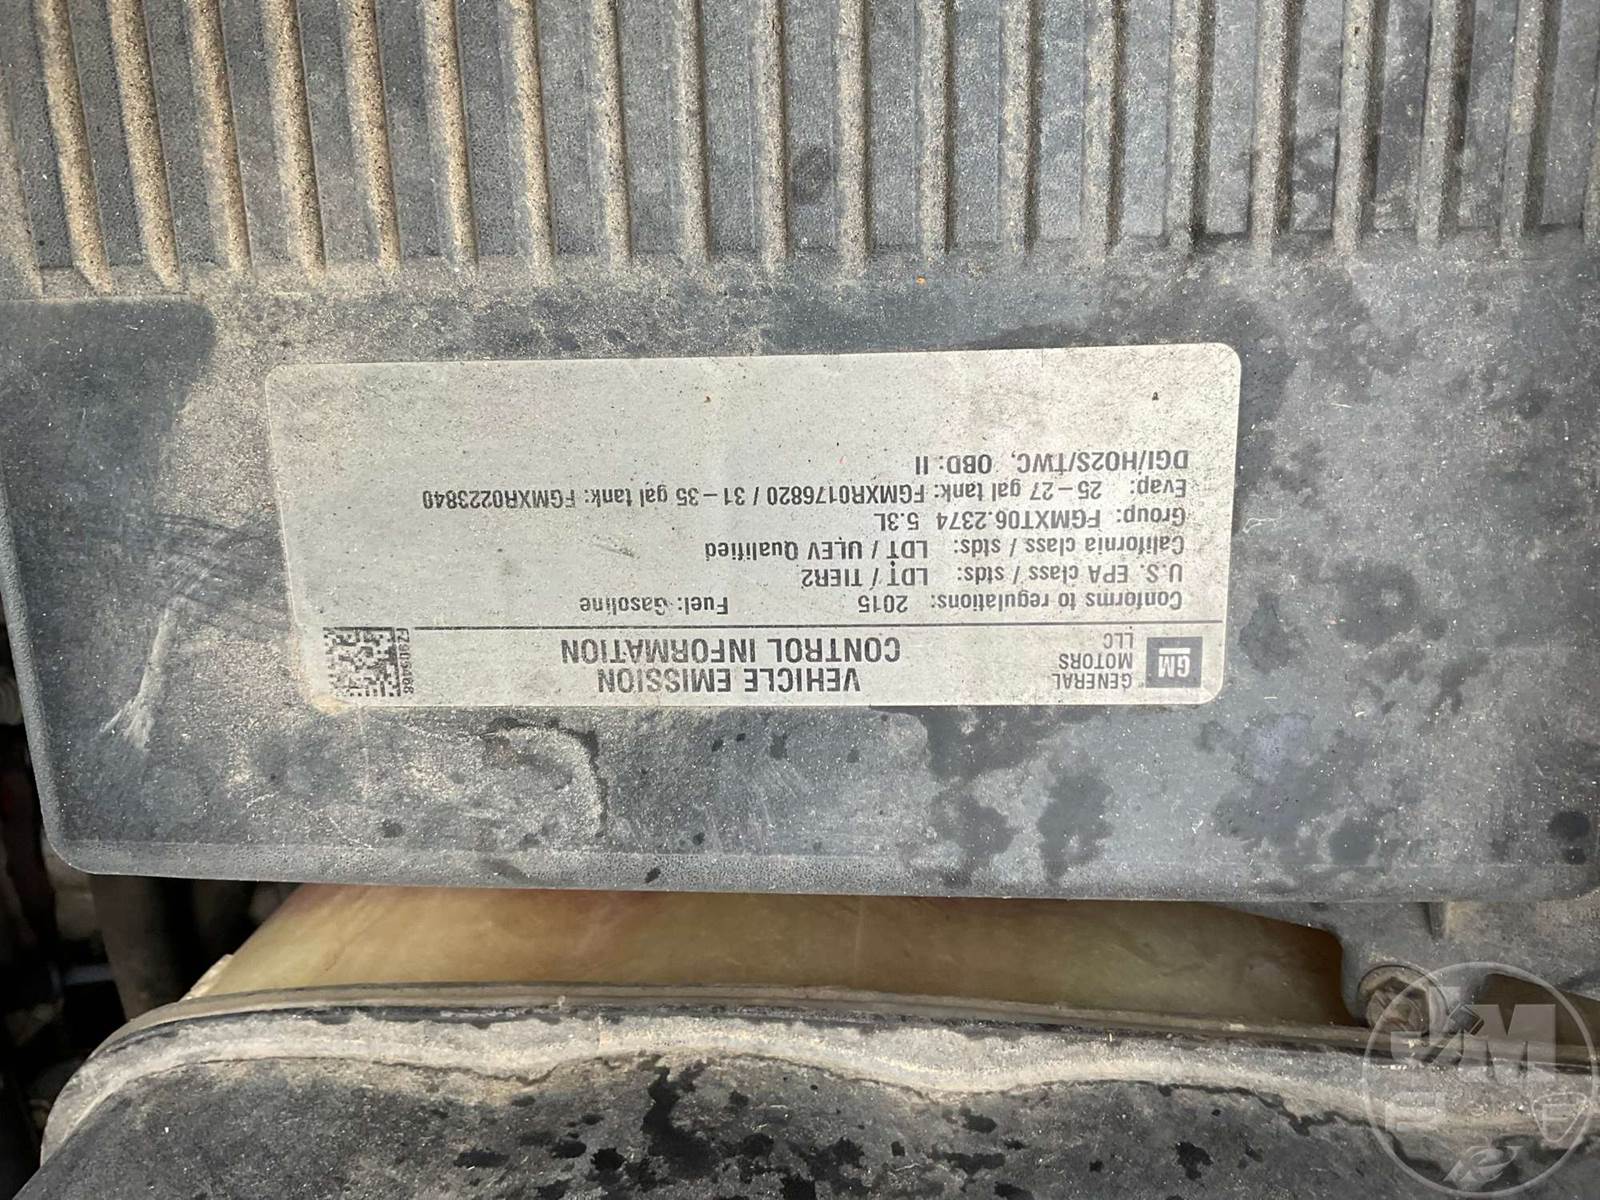 GM
GENERAL
MOTORS
LLC
VEHICLE EMISSION
CONTROL INFORMATION
Conforms to regulations: 2015 Fuel: Gasoline
U.S. EPA class / stds: LDT / TIER2
California class / stds: LDT / ULEV Qualified
Group: FGMXT06.2374 5.3L
Evap: 25 – 27 gal tank: FGMXR0176820 / 31 – 35 gal tank: FGMXR0223840
DGI/HO2S/TWC, OBD: II